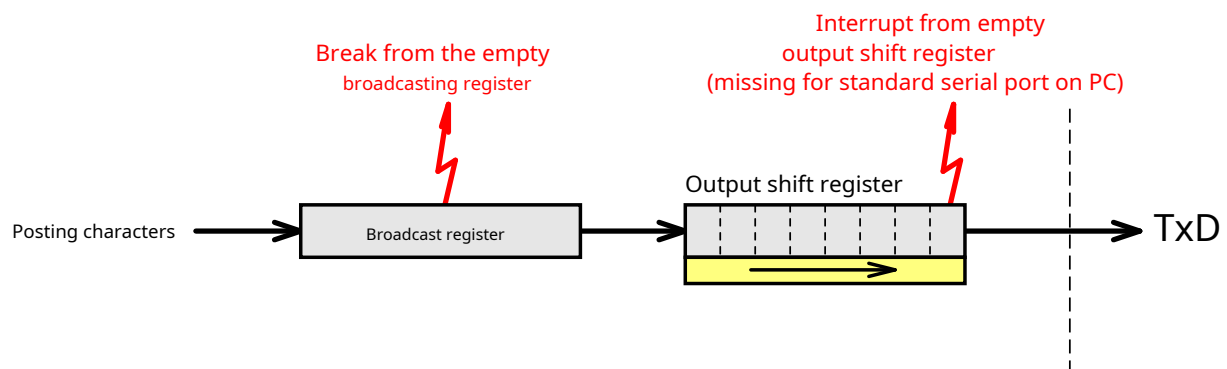 Interrupt from empty
output shift register
(missing for standard serial port on PC)
Break from the empty
broadcasting register
Output shift register
Posting characters
Broadcast register
TxD